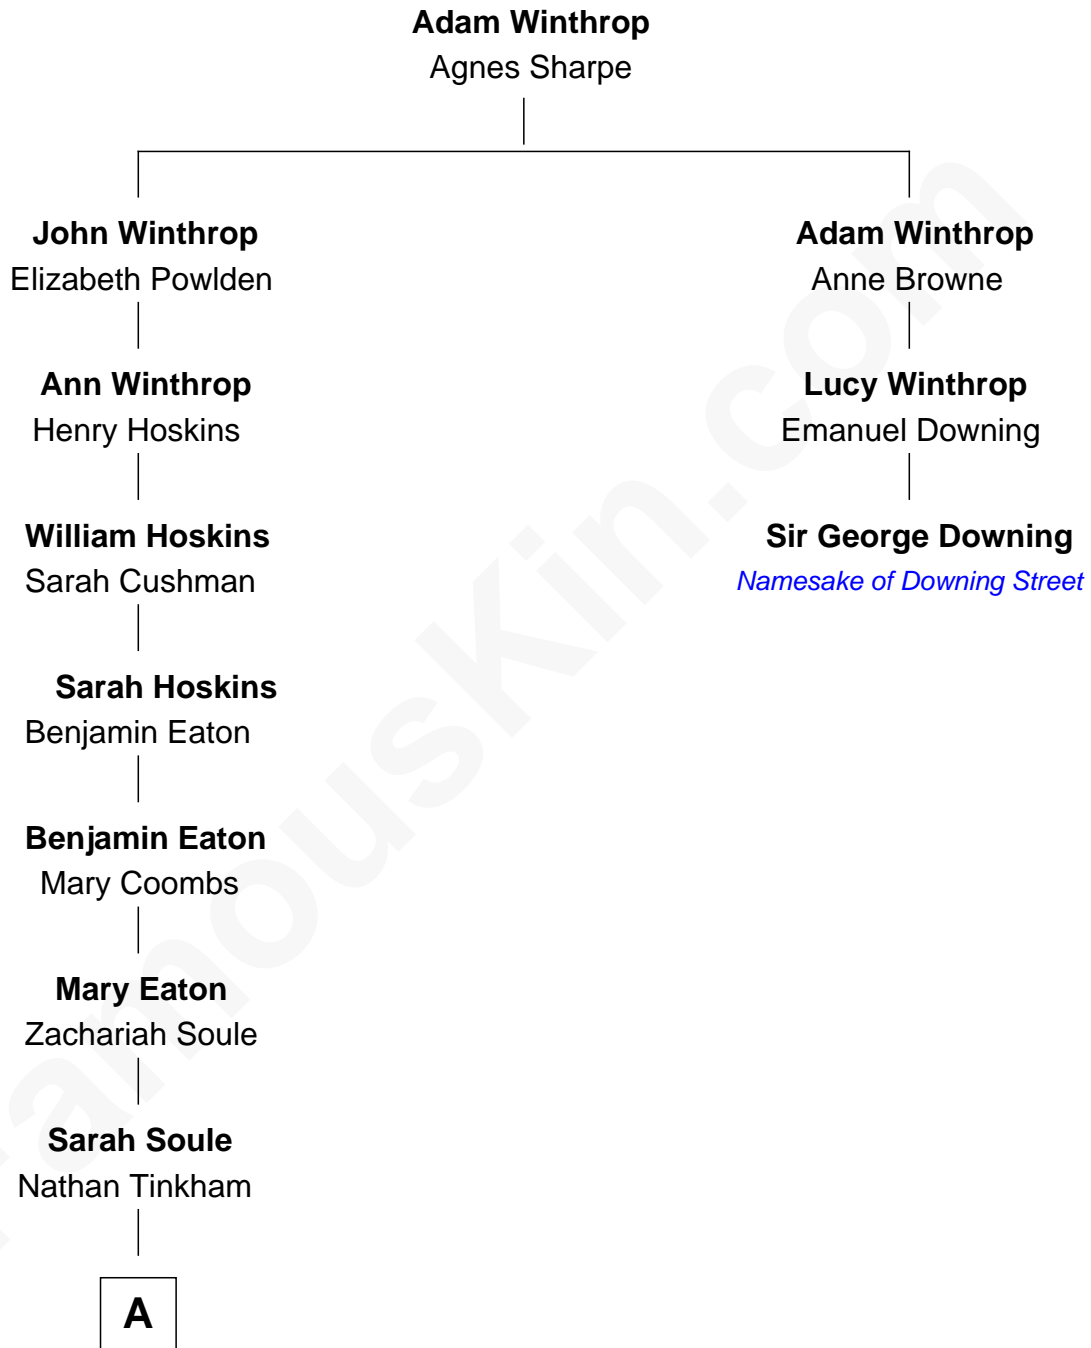 Adam Winthrop
Agnes Sharpe
John Winthrop
Elizabeth Powlden
Adam Winthrop
Anne Browne
Ann Winthrop
Henry Hoskins
Lucy Winthrop
Emanuel Downing
William Hoskins
Sarah Cushman
Sir George Downing
Namesake of Downing Street
Sarah Hoskins
Benjamin Eaton
Benjamin Eaton
Mary Coombs
Mary Eaton
Zachariah Soule
Sarah Soule
Nathan Tinkham
A
FamousKin.com